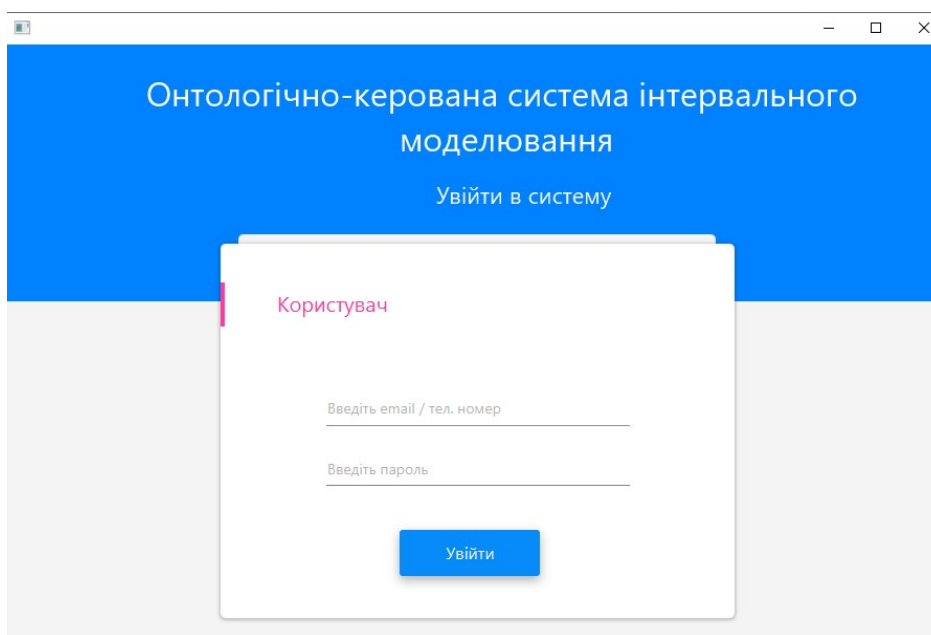 Онтологічно-керована система інтервального
моделювання
Увійти в систему
Користувач
Введіть email / тел. номер
Введіть пароль
Увійти